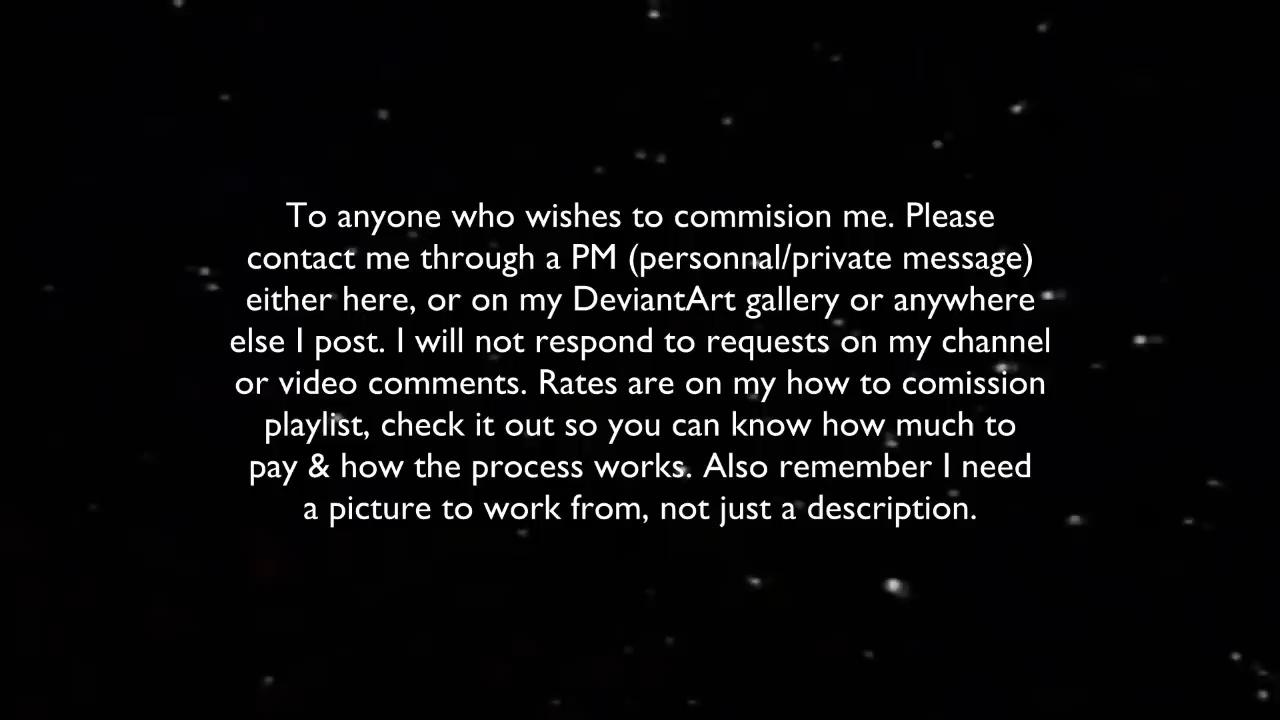 To anyone who wishes to commision me. Please
contact me through a PM (personnal/private message)
either here, or on my DeviantArt gallery or anywhere
else I post. I will not respond to requests on my channel
or video comments. Rates are on my how to comission
playlist, check it out so you can know how much to
pay & how the process works. Also remember I need
a picture to work from, not just a description.